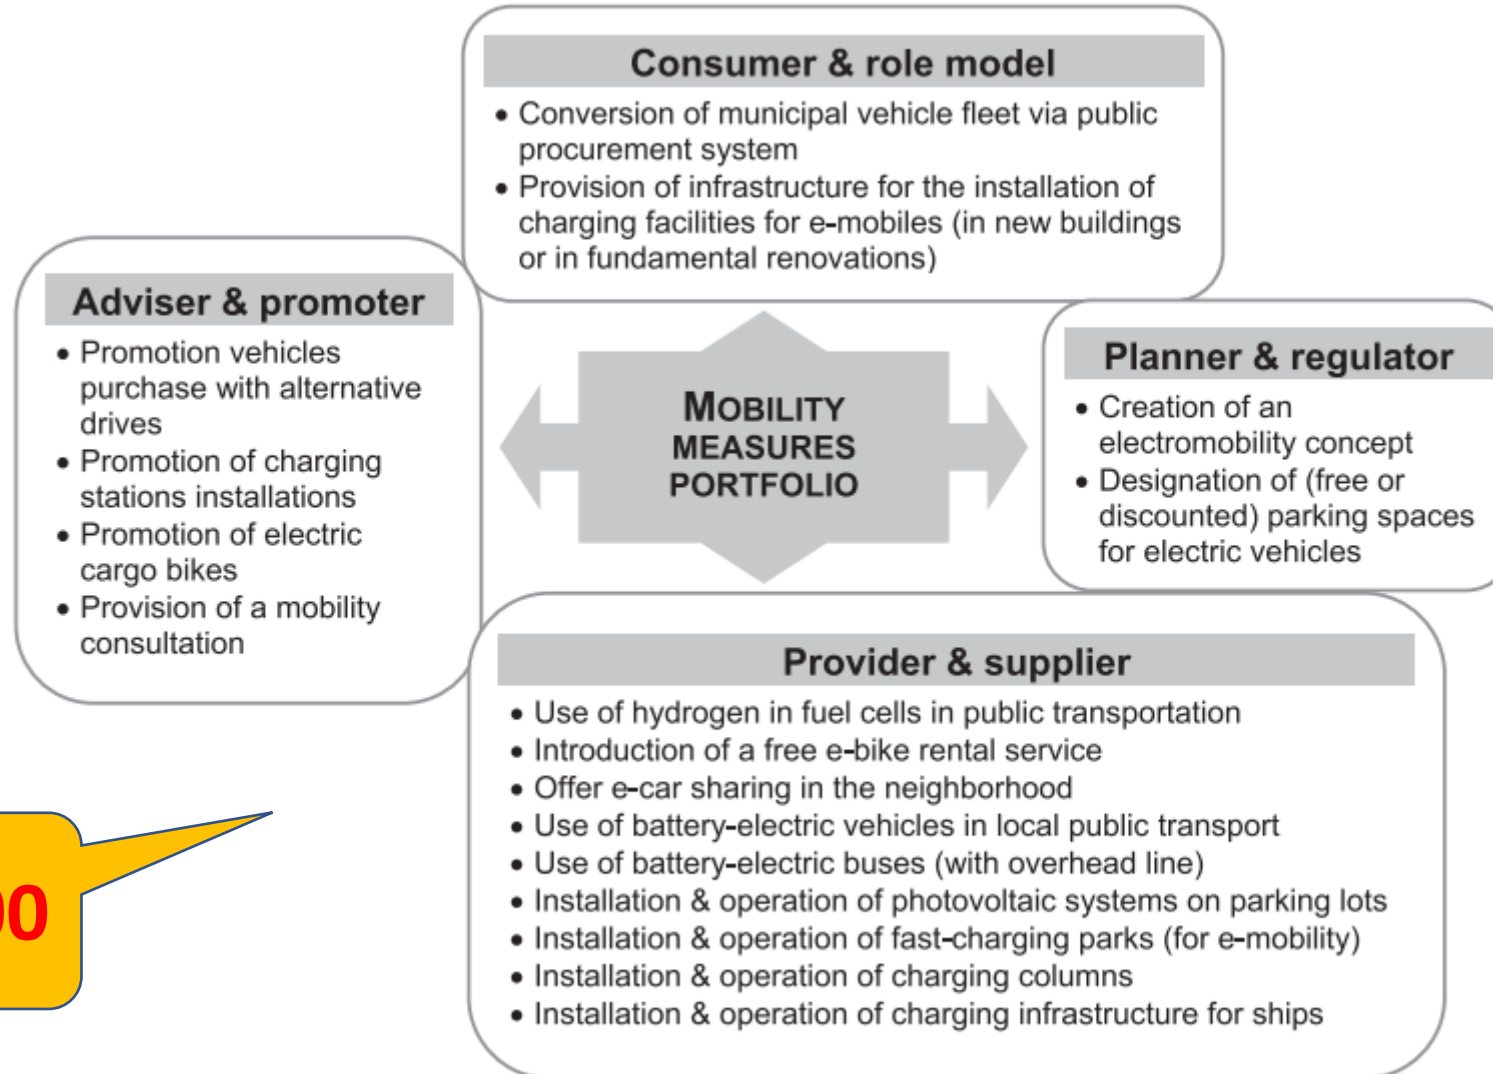 Consumer & role model
• Conversion of municipal vehicle fleet via public
procurement system
• Provision of infrastructure for the installation of
charging facilities for e-mobiles (in new buildings
or in fundamental renovations)
Adviser & promoter
• Promotion vehicles
purchase with alternative
drives
• Promotion of charging
stations installations
• Promotion of electric
cargo bikes
• Provision of a mobility
consultation
MOBILITY
MEASURES
PORTFOLIO
Planner & regulator
• Creation of an
electromobility concept
• Designation of (free or
discounted) parking spaces
for electric vehicles
Provider & supplier
• Use of hydrogen in fuel cells in public transportation
• Introduction of a free e-bike rental service
• Offer e-car sharing in the neighborhood
• Use of battery-electric vehicles in local public transport
• Use of battery-electric buses (with overhead line)
• Installation & operation of photovoltaic systems on parking lots
• Installation & operation of fast-charging parks (for e-mobility)
• Installation & operation of charging columns
• Installation & operation of charging infrastructure for ships